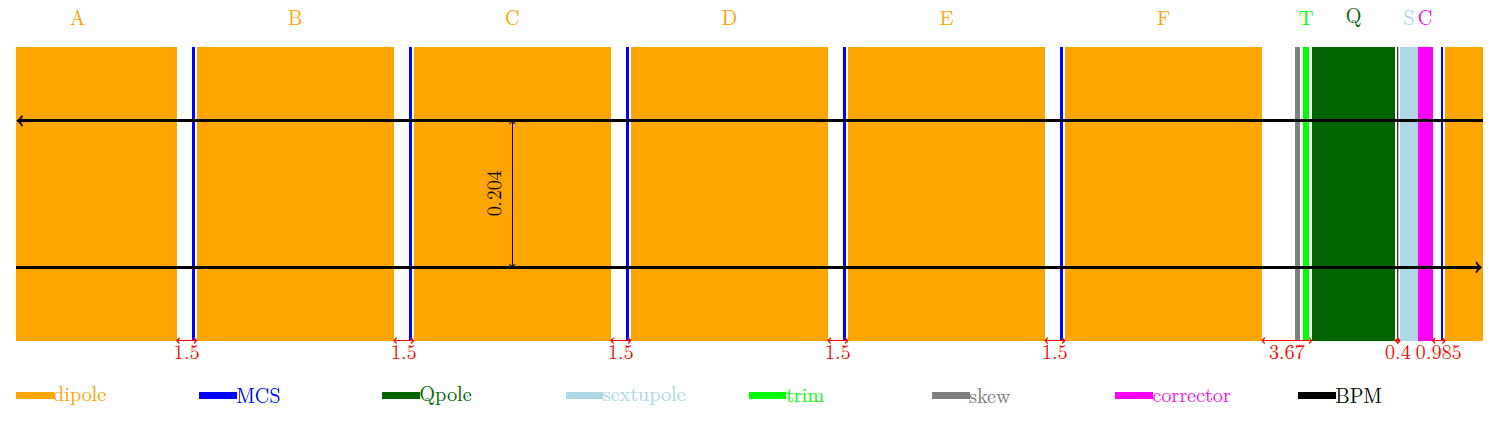 A B C D E F T Q S C
0.204
1.5 1.5 1.5 1.5 1.5 3.67 0.4 0.985
dipole MCS Qpole sextupole trim skew corrector BPM